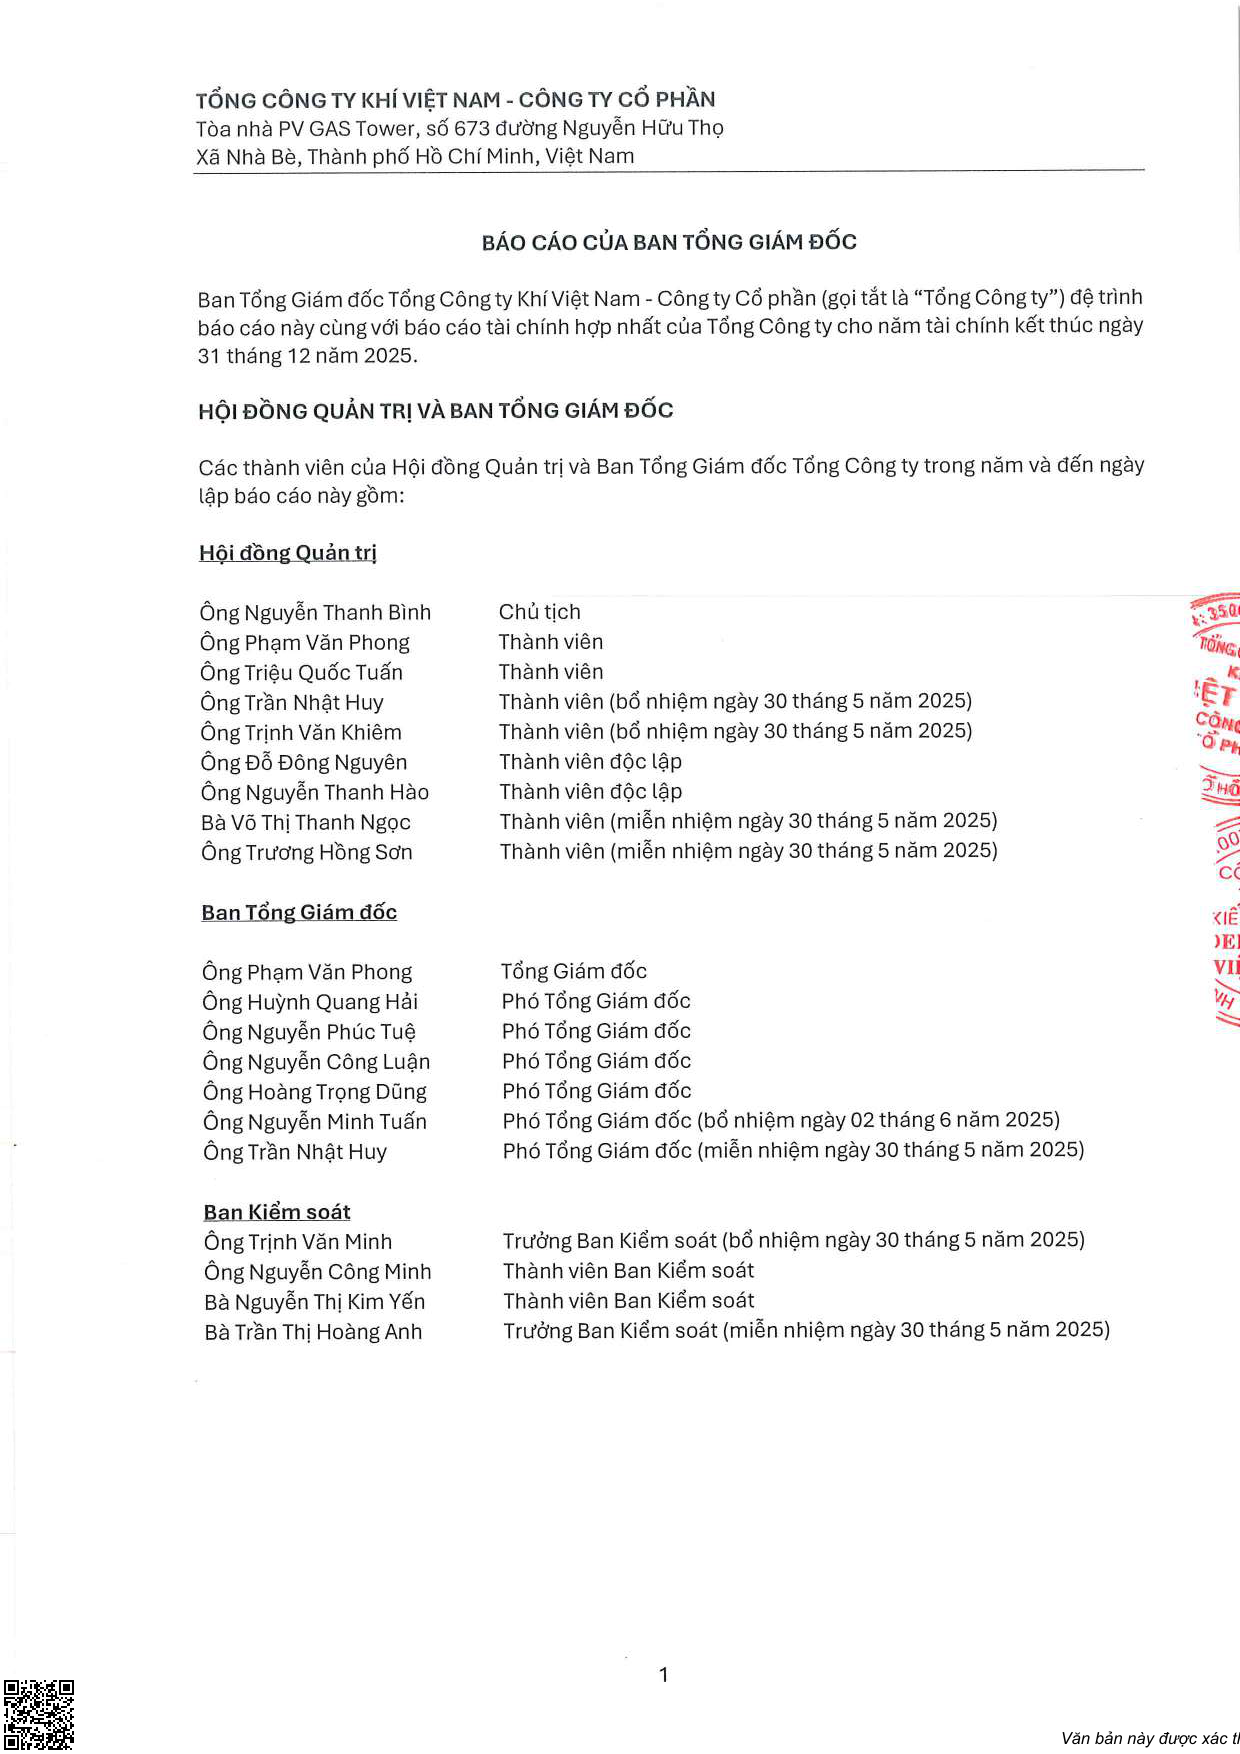 TỔNG CÔNG TY KHÍ VIỆT NAM - CÔNG TY CỔ PHẦN
Tòa nhà PV GAS Tower, số 673 đường Nguyễn Hữu Thọ
Xã Nhà Bè, Thành phố Hồ Chí Minh, Việt Nam
BÁO CÁO CỦA BAN TỔNG GIÁM ĐỐC
Ban Tổng Giám đốc Tổng Công ty Khí Việt Nam - Công ty Cổ phần (gọi tắt là “Tổng Công ty”) đệ trình
báo cáo này cùng với báo cáo tài chính hợp nhất của Tổng Công ty cho năm tài chính kết thúc ngày
31 tháng 12 năm 2025.
HỘI ĐỒNG QUẢN TRỊ VÀ BAN TỔNG GIÁM ĐỐC
Các thành viên của Hội đồng Quản trị và Ban Tổng Giám đốc Tổng Công ty trong năm và đến ngày
lập báo cáo này gồm:
Hội đồng Quản trị
Ông Nguyễn Thanh Bình Chủ tịch
Ông Phạm Văn Phong Thành viên
Ông Triệu Quốc Tuấn Thành viên
Ông Trần Nhật Huy Thành viên (bổ nhiệm ngày 30 tháng 5 năm 2025)
Ông Trịnh Văn Khiêm Thành viên (bổ nhiệm ngày 30 tháng 5 năm 2025)
Ông Đỗ Đông Nguyên Thành viên độc lập
Ông Nguyễn Thanh Hào Thành viên độc lập
Bà Võ Thị Thanh Ngọc Thành viên (miễn nhiệm ngày 30 tháng 5 năm 2025)
Ông Trương Hồng Sơn Thành viên (miễn nhiệm ngày 30 tháng 5 năm 2025)
Ban Tổng Giám đốc
Ông Phạm Văn Phong Tổng Giám đốc
Ông Huỳnh Quang Hải Phó Tổng Giám đốc
Ông Nguyễn Phúc Tuệ Phó Tổng Giám đốc
Ông Nguyễn Công Luận Phó Tổng Giám đốc
Ông Hoàng Trọng Dũng Phó Tổng Giám đốc
Ông Nguyễn Minh Tuấn Phó Tổng Giám đốc (bổ nhiệm ngày 02 tháng 6 năm 2025)
Ông Trần Nhật Huy Phó Tổng Giám đốc (miễn nhiệm ngày 30 tháng 5 năm 2025)
Ban Kiểm soát
Ông Trịnh Văn Minh Trưởng Ban Kiểm soát (bổ nhiệm ngày 30 tháng 5 năm 2025)
Ông Nguyễn Công Minh Thành viên Ban Kiểm soát
Bà Nguyễn Thị Kim Yến Thành viên Ban Kiểm soát
Bà Trần Thị Hoàng Anh Trưởng Ban Kiểm soát (miễn nhiệm ngày 30 tháng 5 năm 2025)
1
Văn bản này được xác